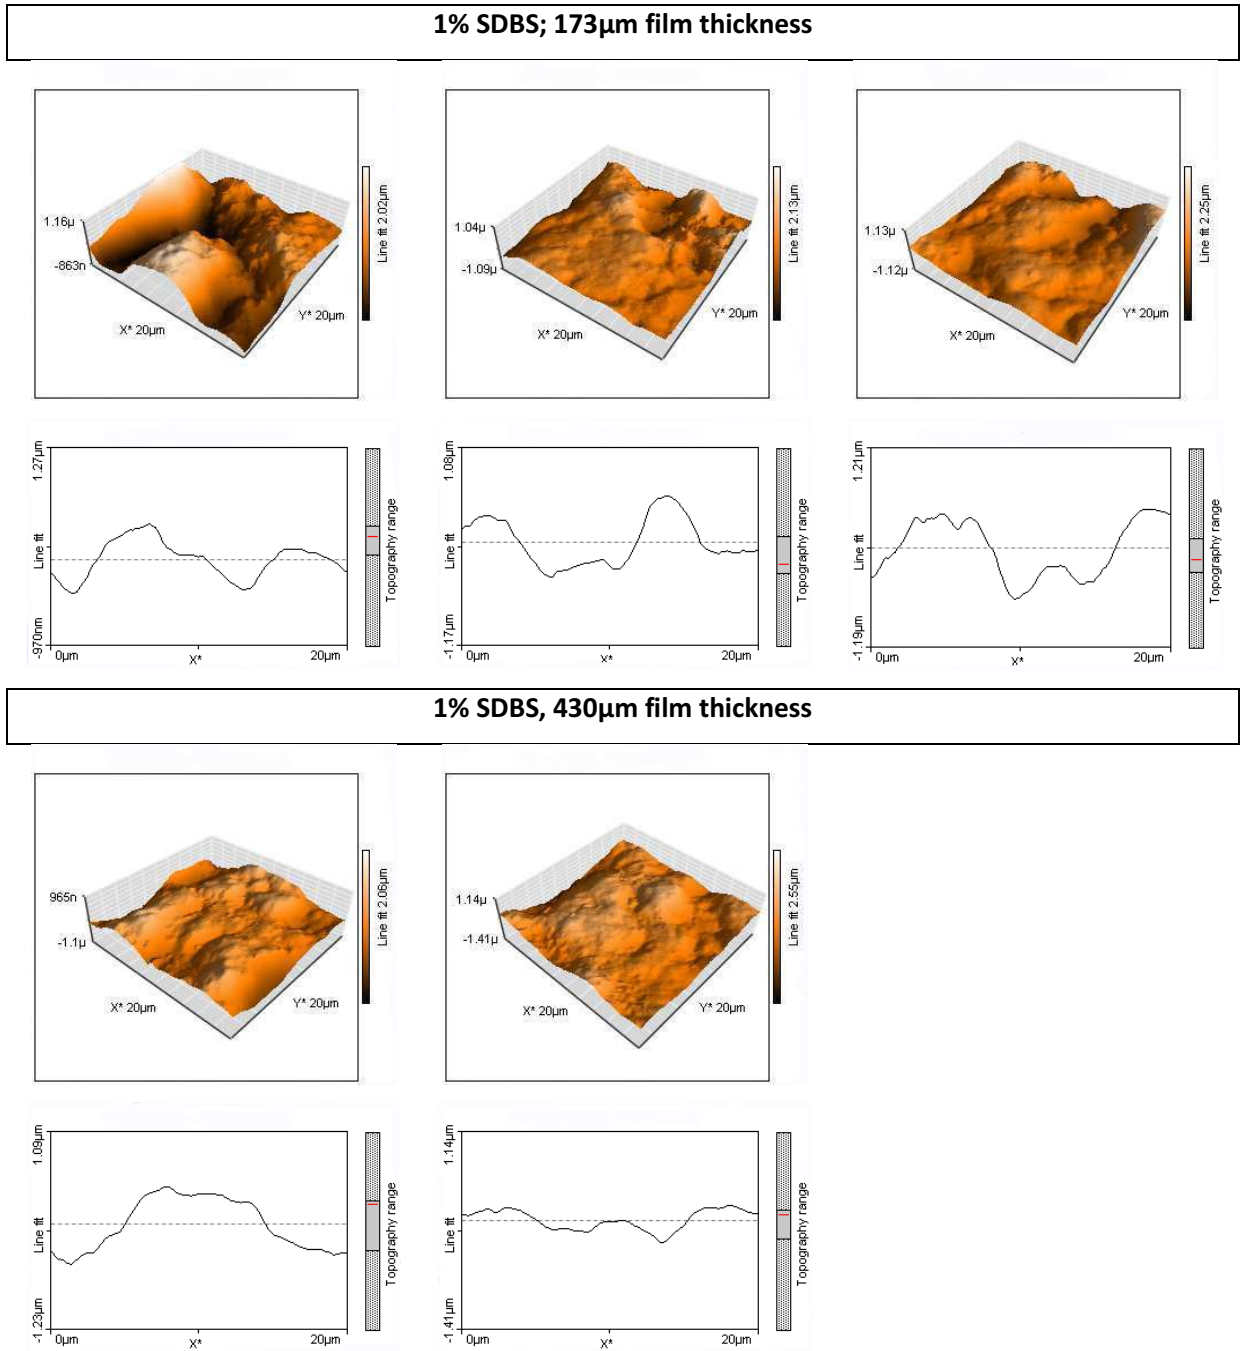 1% SDBS; 173µm film thickness
1.16µ
-863n
X* 20µm
Y* 20µm
Line fit 2.02µm
1.04µ
-1.09µ
X* 20µm
Y* 20µm
Line fit 2.13µm
1.13µ
-1.12µ
X* 20µm
Y* 20µm
Line fit 2.25µm
1.27µm
Line fit
-970nm
0µm
X*
20µm
Topography range
1.08µm
Line fit
-1.17µm
0µm
X*
20µm
Topography range
1.21µm
Line fit
-1.19µm
0µm
X*
20µm
Topography range
1% SDBS, 430µm film thickness
965n
-1.1µ
X* 20µm
Y* 20µm
Line fit 2.06µm
1.14µ
-1.41µ
X* 20µm
Y* 20µm
Line fit 2.55µm
1.09µm
Line fit
-1.23µm
0µm
X*
20µm
Topography range
1.14µm
Line fit
-1.41µm
0µm
X*
20µm
Topography range